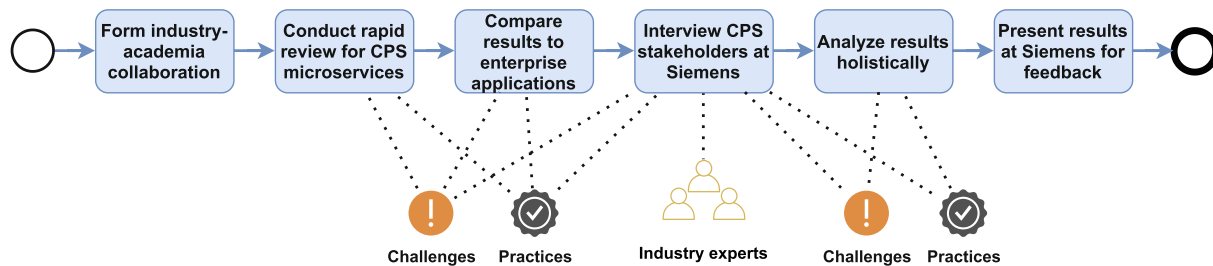 Form industry-
academia
collaboration
Conduct rapid
review for CPS
microservices
Compare
results to
enterprise
applications
Interview CPS
stakeholders at
Siemens
Analyze results
holistically
Present results
at Siemens for
feedback
Challenges
Practices
Industry experts
Challenges
Practices